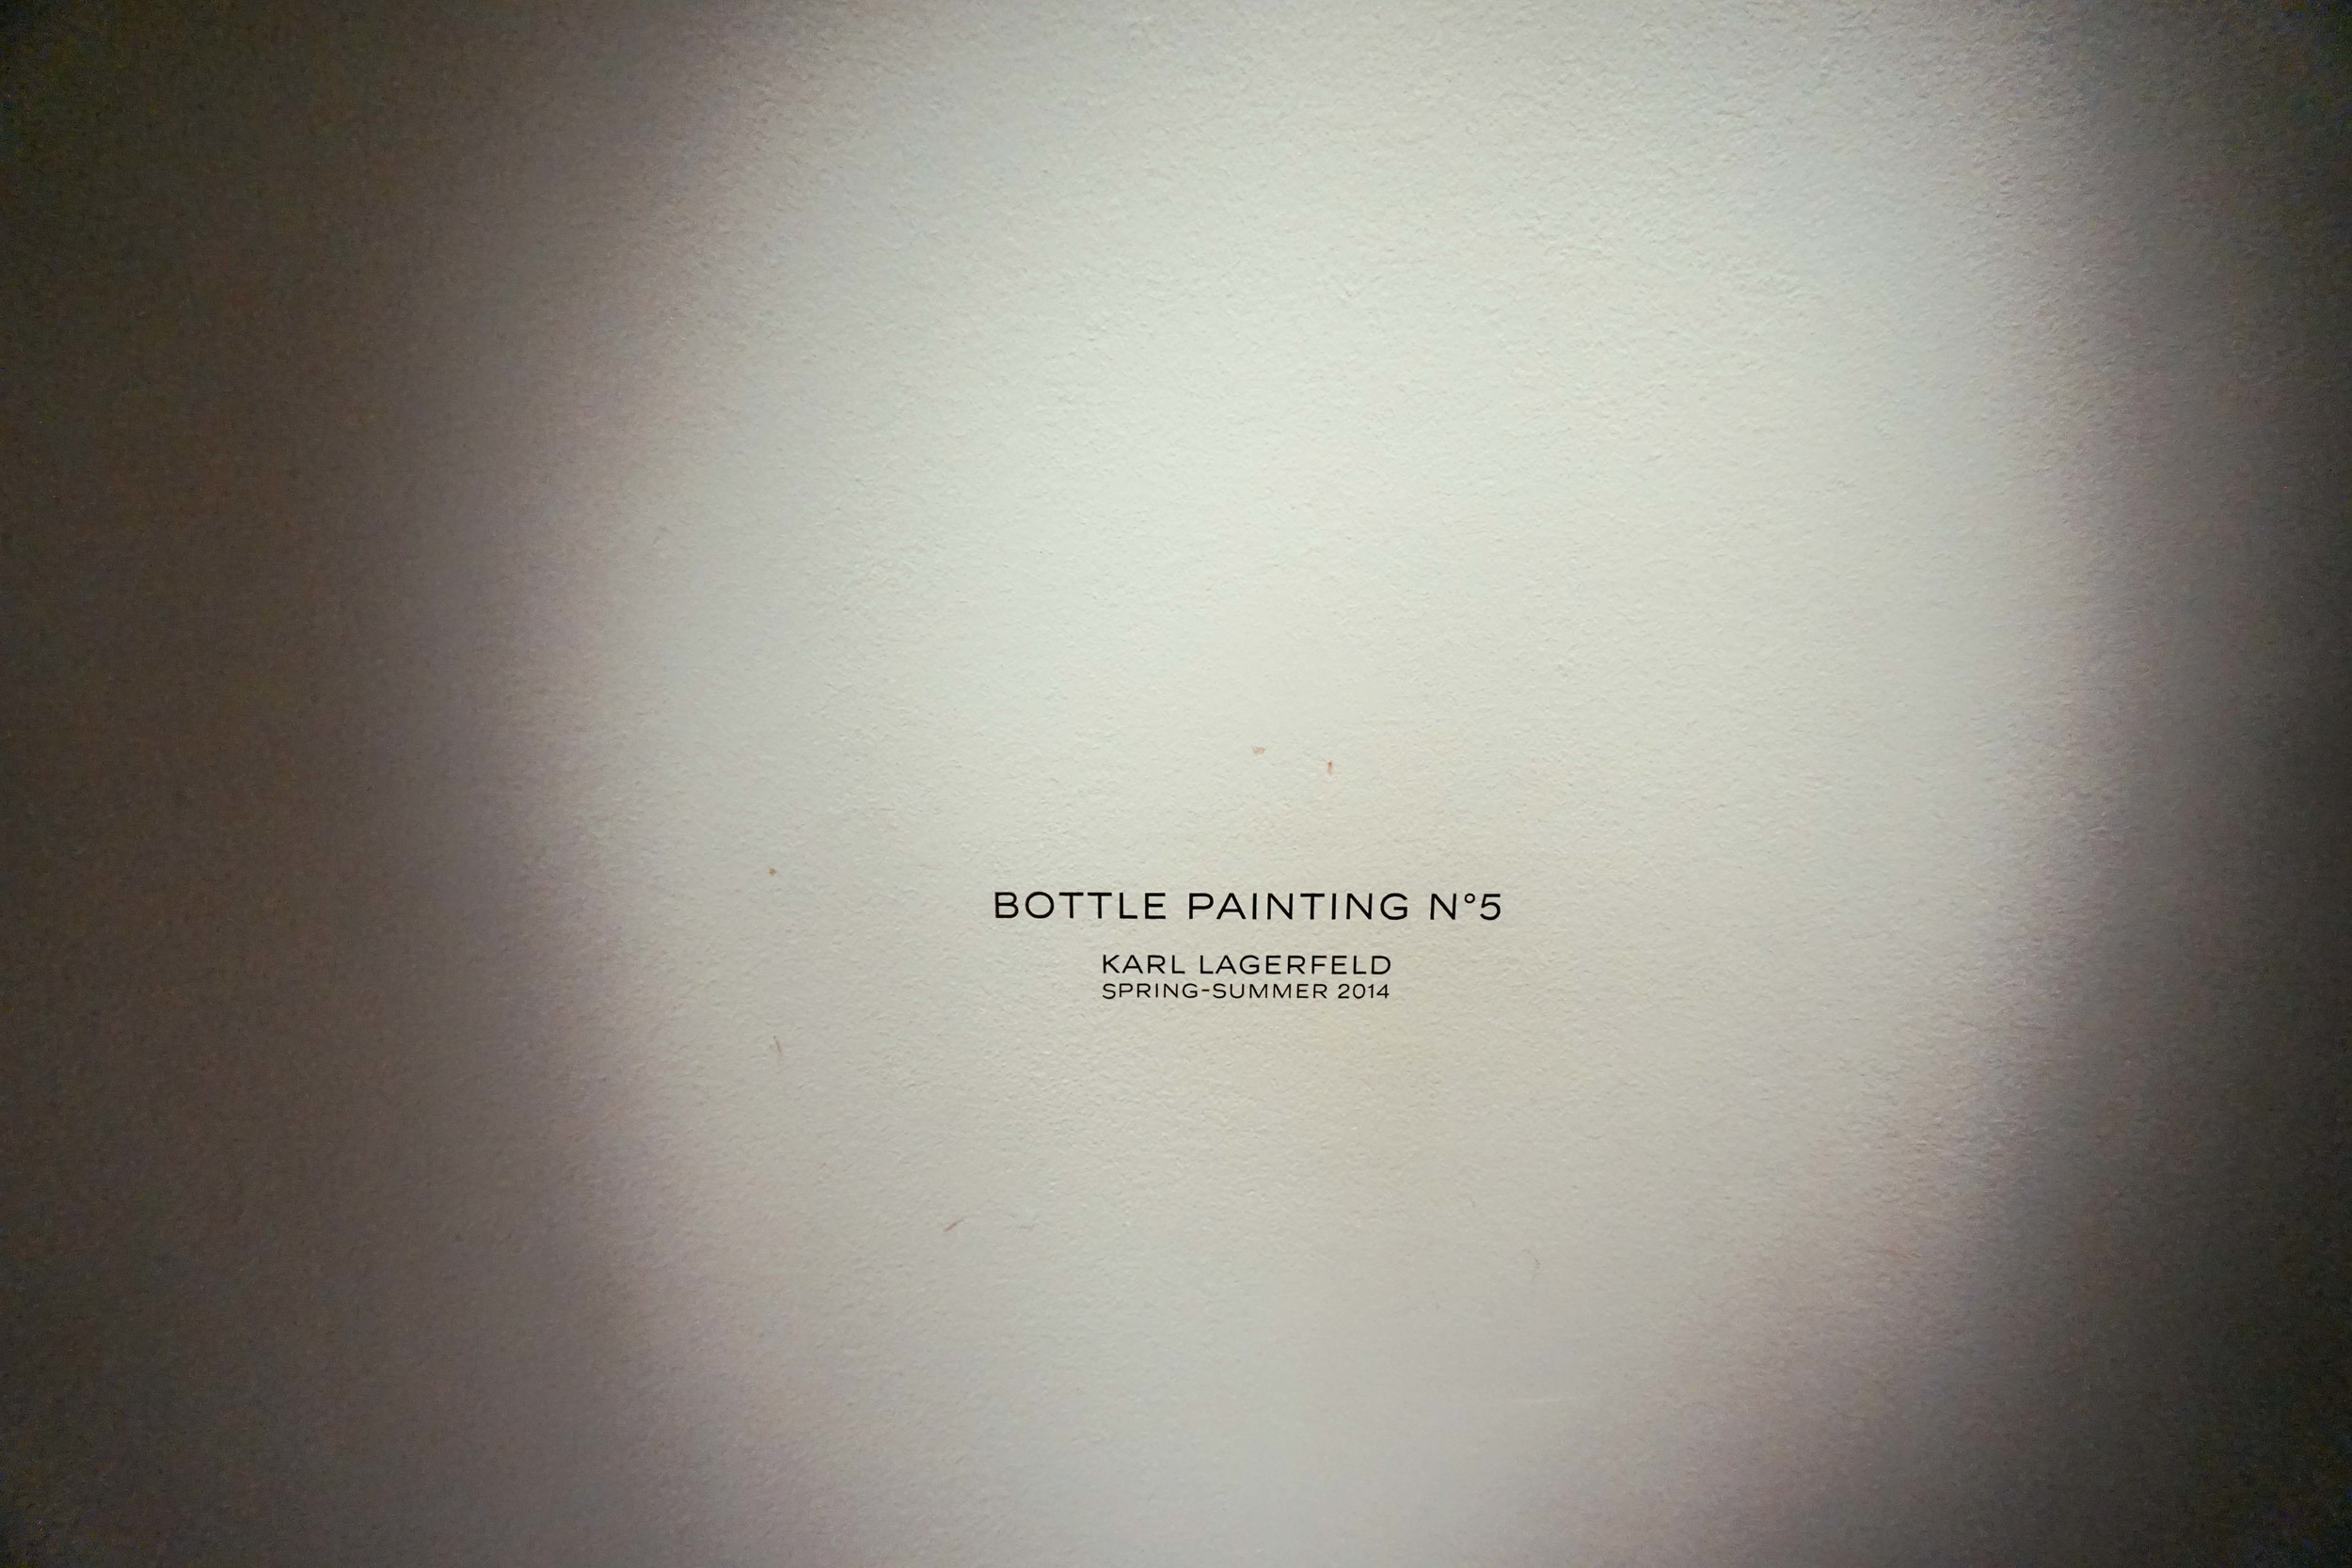 BOTTLE PAINTING N°5
KARL LAGERFELD
SPRING-SUMMER 2014